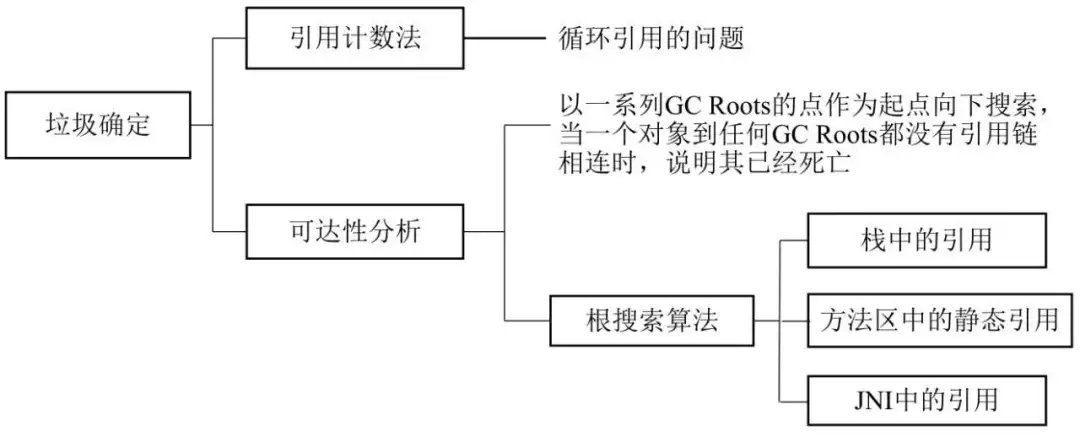 引用计数法
循环引用的问题
垃圾确定
以一系列GC Roots的点作为起点向下搜索，
当一个对象到任何GC Roots都没有引用链
相连时，说明其已经死亡
可达性分析
栈中的引用
根搜索算法
方法区中的静态引用
JNI中的引用